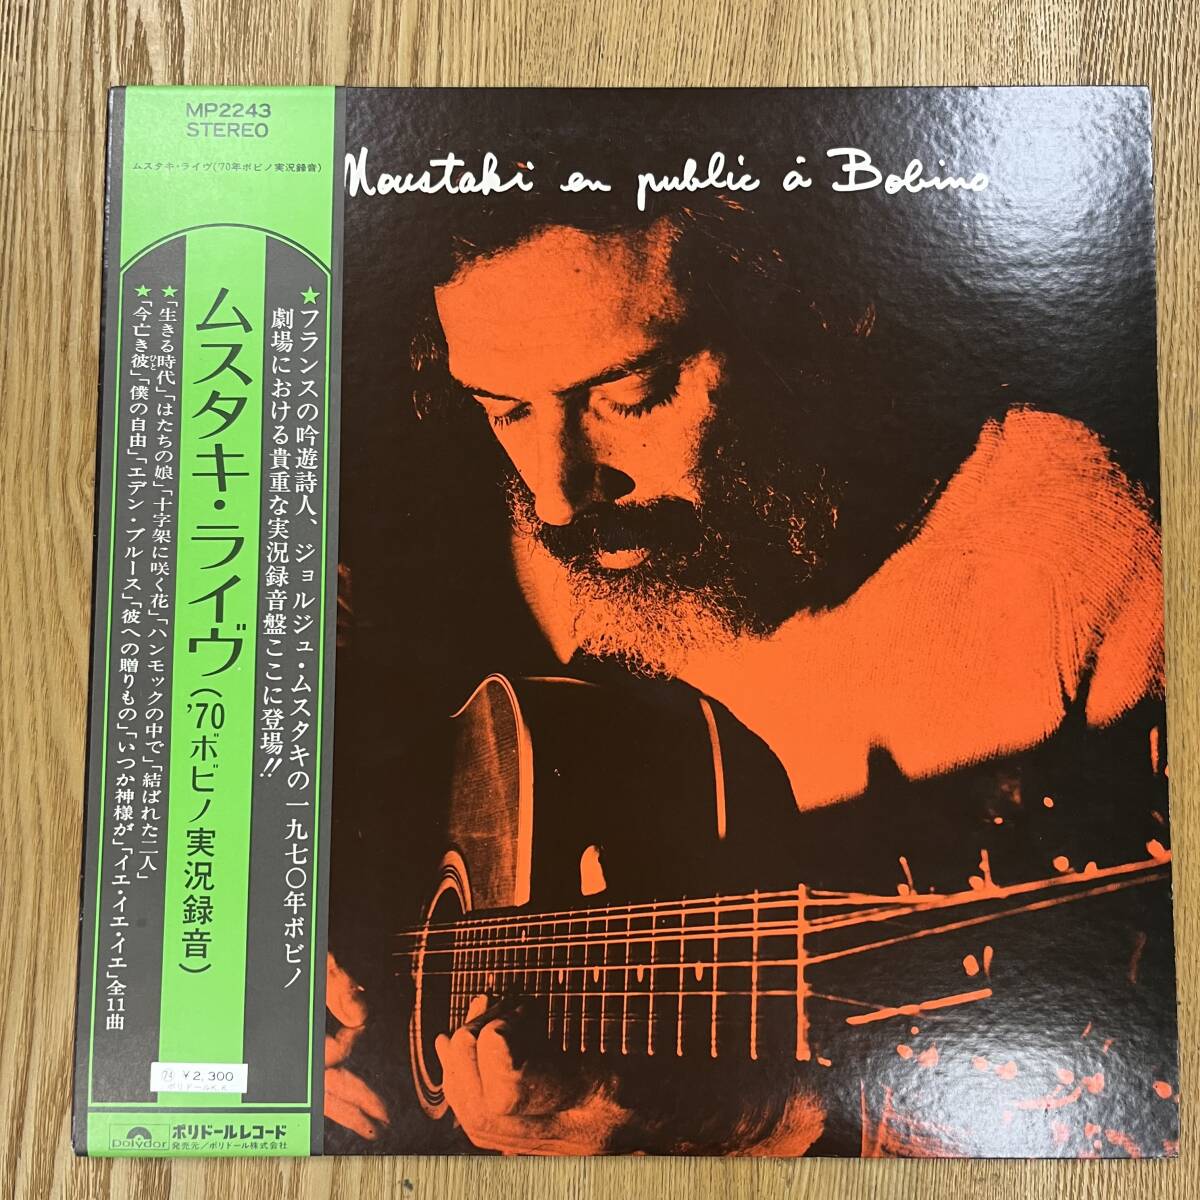 MP2243
STEREO
ムスタキ・ライヴ('70年ボビノ実況録音)
Moustaki en public à Bobino
★フランスの吟遊詩人、ジョルジュ・ムスタキの一九七〇年ボビノ
劇場における貴重な実況録音盤ここに登場!!
ムスタキ・ライヴ('70ボビノ実況録音)
★「生きる時代」「はたちの娘」「十字架に咲く花」「ハンモックの中で」「結ばれた二人」
★「今亡き彼」「僕の自由」「エデン・ブルース」「彼への贈りもの」「いつか神様が」「イエ・イエ・イエ」全11曲
ひと
74 ¥2,300
ポリドールK.K
polydor
ポリドールレコード
発売元/ポリドール株式会社